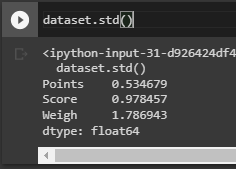 dataset.std()
<ipython-input-31-d926424df4
dataset.std()
Points 0.534679
Score 0.978457
Weigh 1.786943
dtype: float64